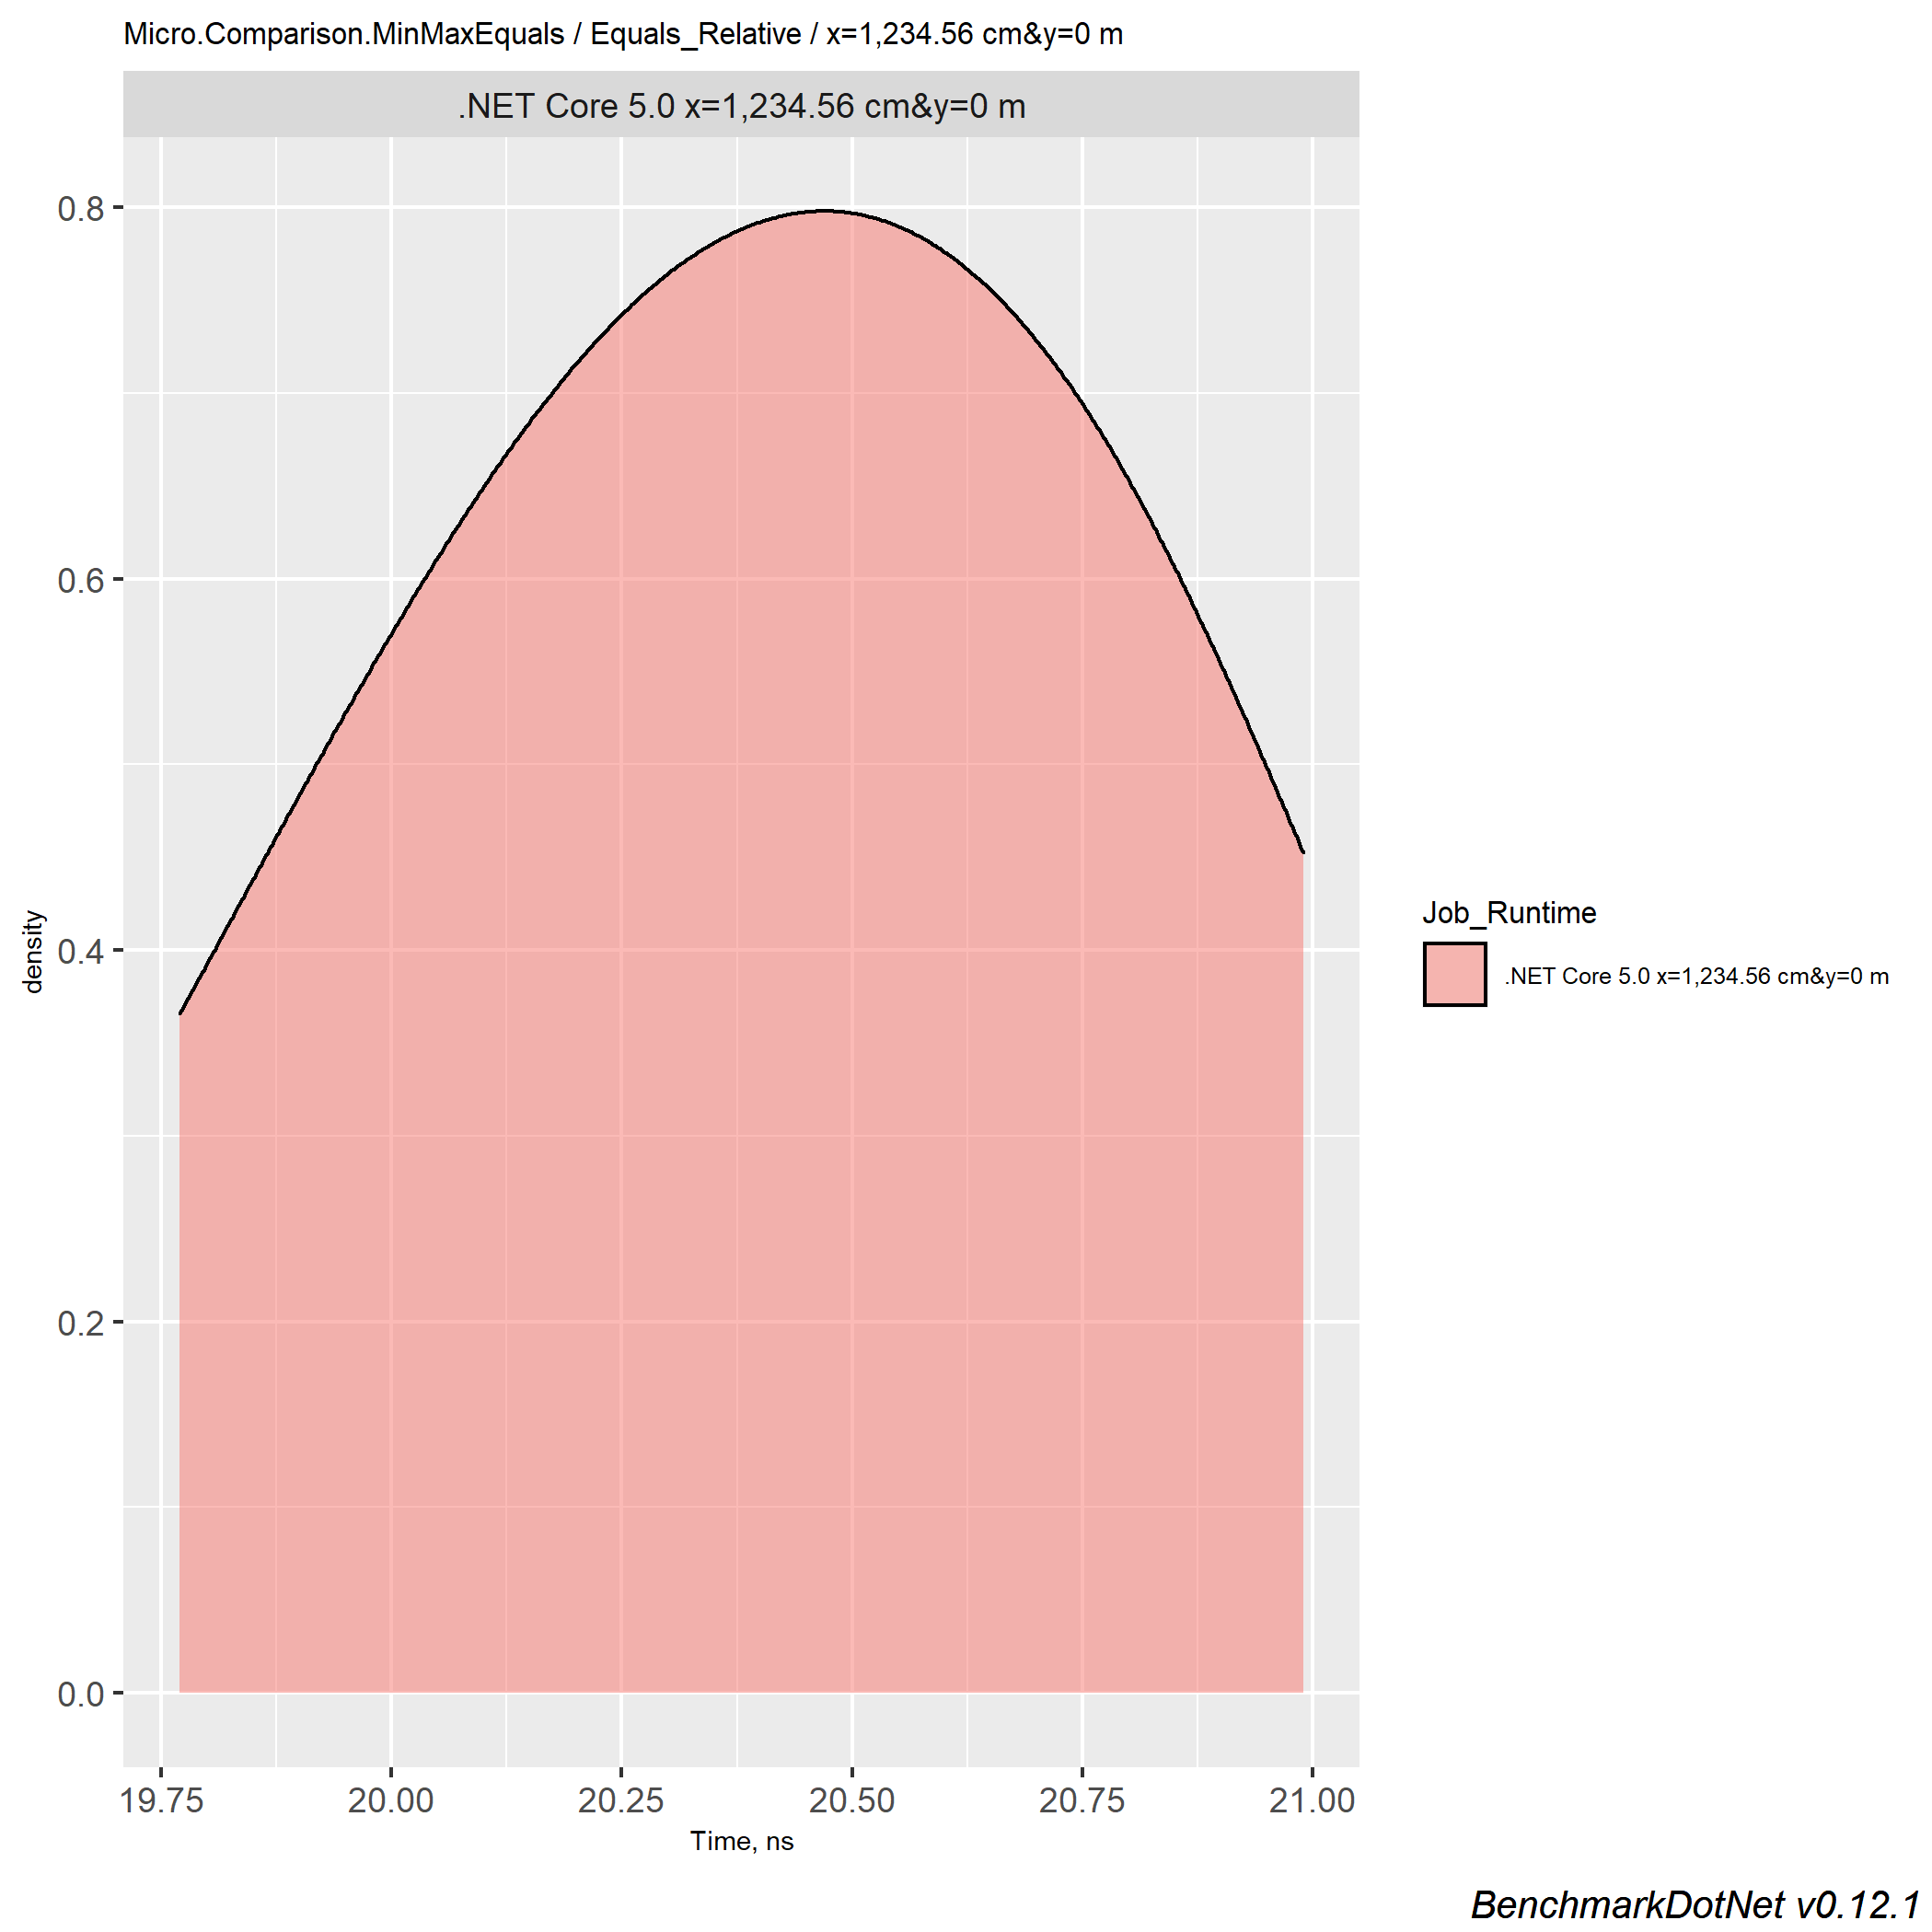 Micro.Comparison.MinMaxEquals / Equals_Relative / x=1,234.56 cm&y=0 m
.NET Core 5.0 x=1,234.56 cm&y=0 m
0.8
0.6
0.4
0.2
0.0
density
19.75 20.00 20.25 20.50 20.75 21.00
Time, ns
Job_Runtime
.NET Core 5.0 x=1,234.56 cm&y=0 m
BenchmarkDotNet v0.12.1